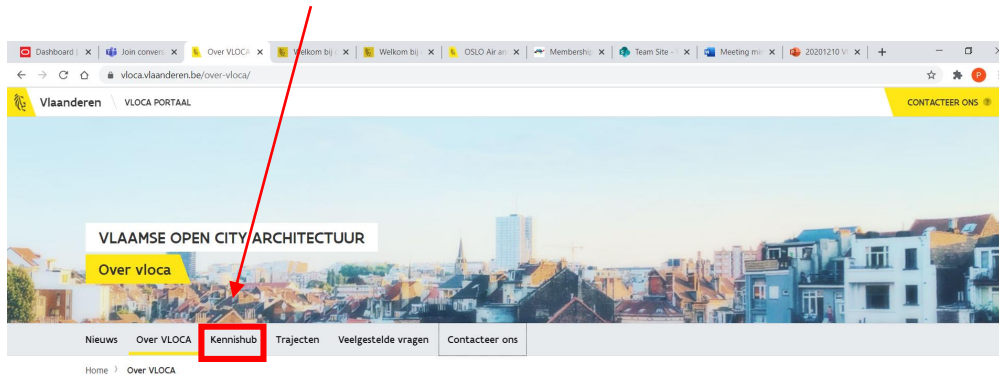 Dashboard | Join convers Over VLOCA Welkom bij Welkom bij OSLO Air an Membership Team Site - Meeting mi 20201210 V
vloca.vlaanderen.be/over-vloca/ P
Vlaanderen VLOCA PORTAAL CONTACTEER ONS
VLAAMSE OPEN CITY ARCHITECTUUR
Over vloca
Nieuws Over VLOCA Kennishub Trajecten Veelgestelde vragen Contacteer ons
Home > Over VLOCA